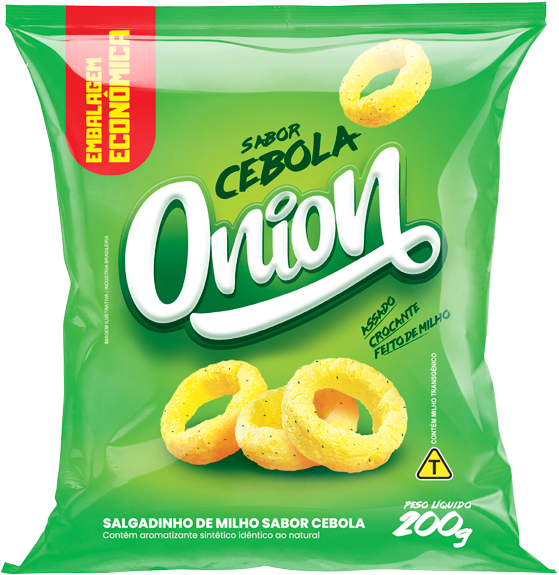 EMBALAGEM
ECONÔMICA
SABOR
CEBOLA
Onion
ASSADO
CROCANTE
FEITO DE MILHO
IMAGEM ILUSTRATIVA | INDÚSTRIA BRASILEIRA
CONTÉM MILHO TRANSGÊNICO
T
PESO LÍQUIDO
200g
SALGADINHO DE MILHO SABOR CEBOLA
Contém aromatizante sintético idêntico ao natural